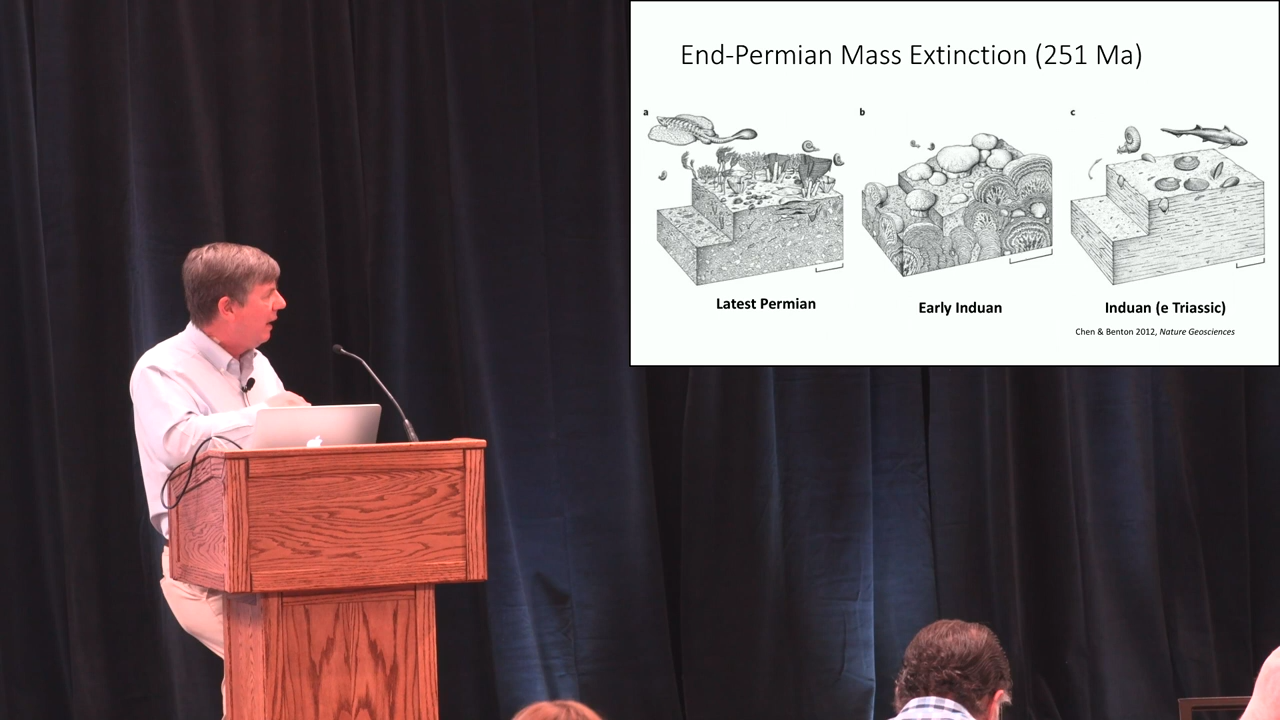 End-Permian Mass Extinction (251 Ma)
a
b
c
Latest Permian
Early Induan
Induan (e Triassic)
Chen & Benton 2012, Nature Geosciences